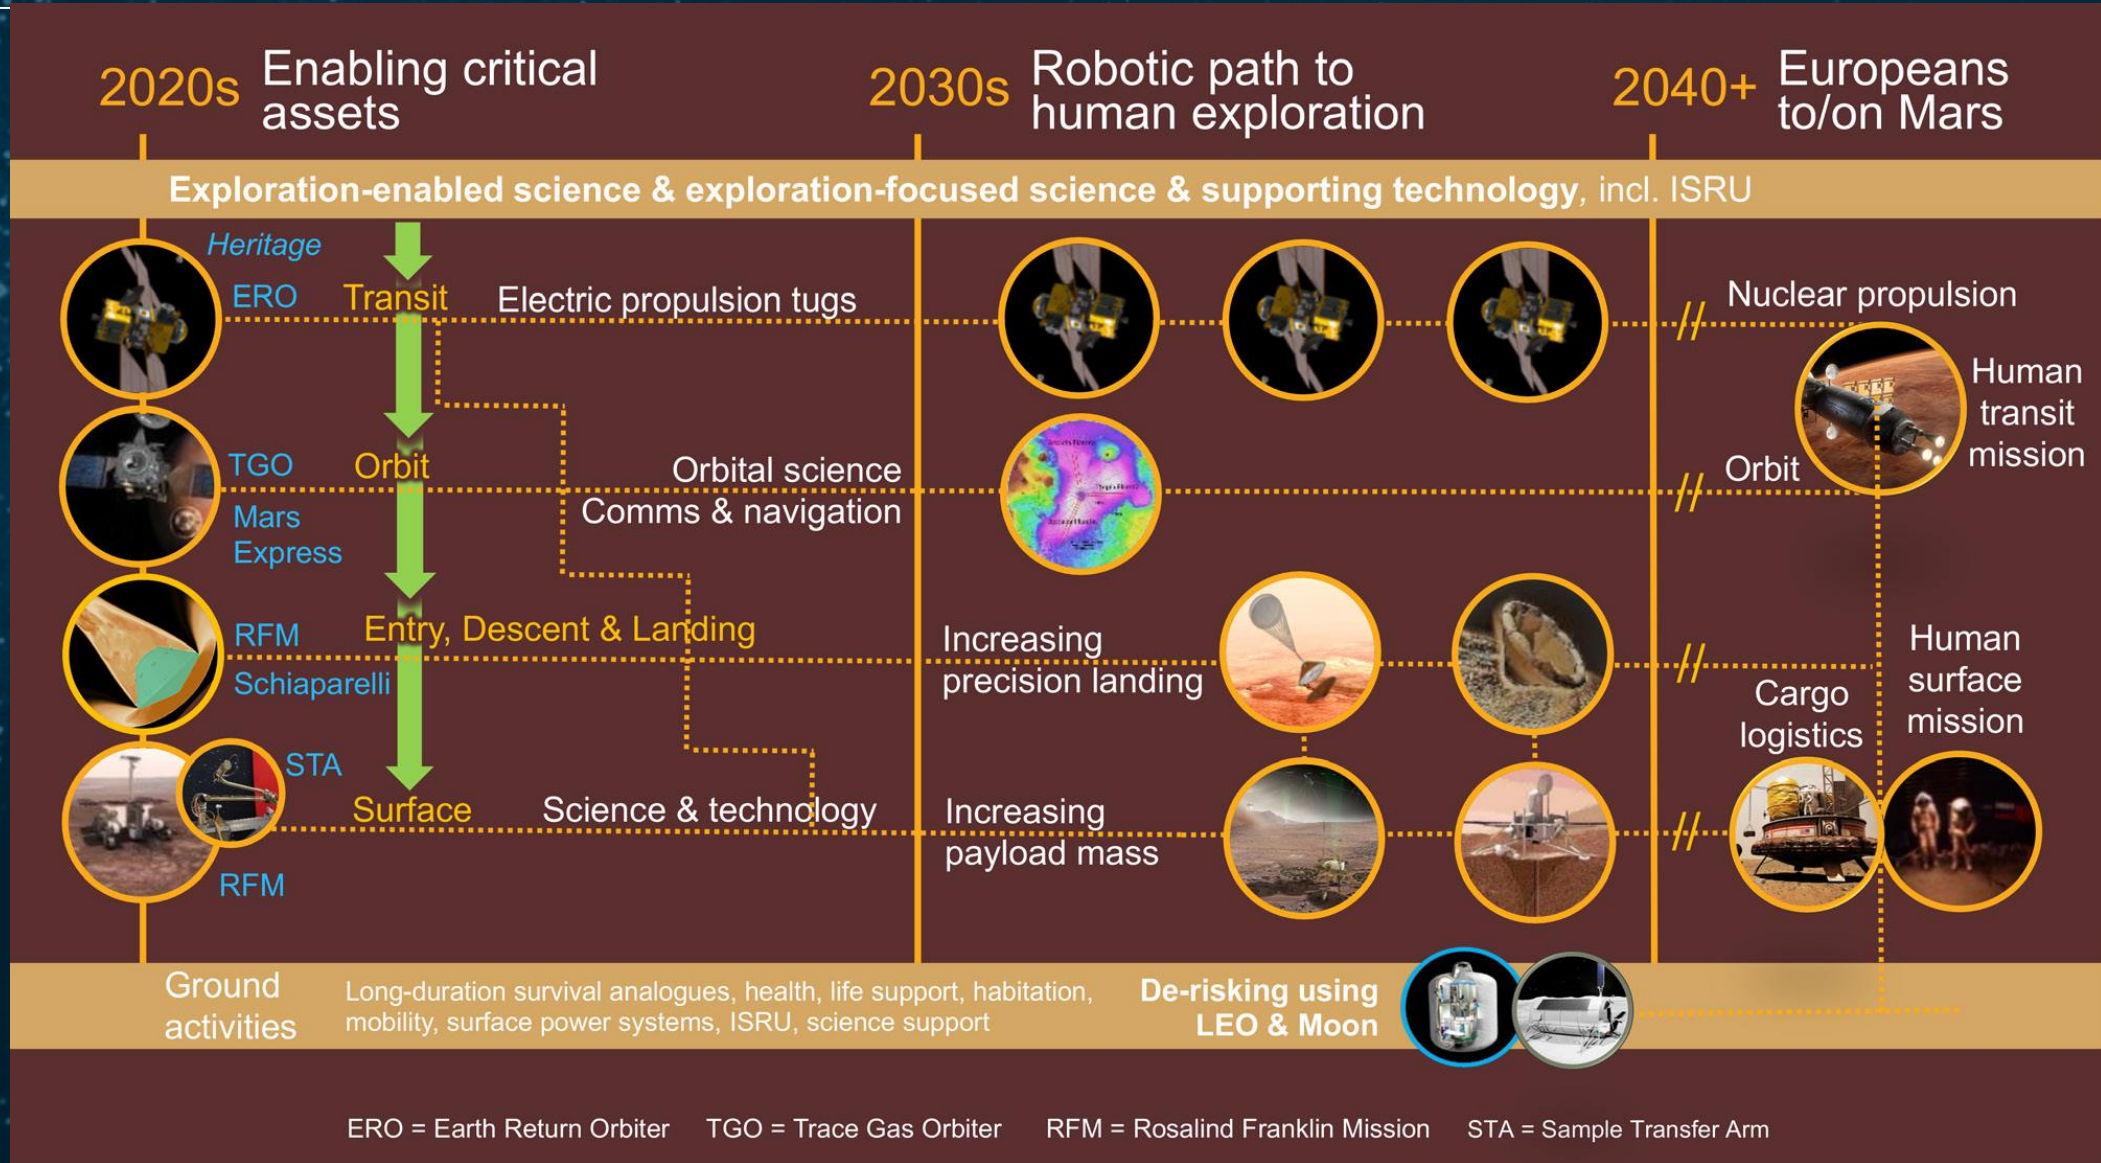 2020s
Enabling critical
assets
2030s
Robotic path to
human exploration
2040+
Europeans
to/on Mars
Exploration-enabled science & exploration-focused science & supporting technology, incl. ISRU
Heritage
ERO
Transit
Electric propulsion tugs
Nuclear propulsion
Human
transit
mission
TGO
Orbit
Mars
Express
Orbital science
Comms & navigation
Orbit
RFM
Schiaparelli
Entry, Descent & Landing
Increasing
precision landing
Human
surface
mission
Cargo
logistics
STA
RFM
Surface
Science & technology
Increasing
payload mass
Ground
activities
Long-duration survival analogues, health, life support, habitation,
mobility, surface power systems, ISRU, science support
De-risking using
LEO & Moon
ERO = Earth Return Orbiter
TGO = Trace Gas Orbiter
RFM = Rosalind Franklin Mission
STA = Sample Transfer Arm